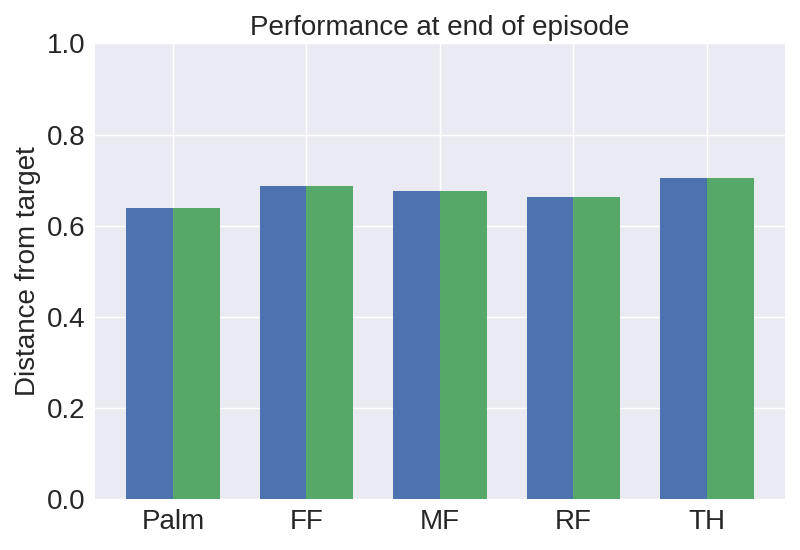 Performance at end of episode
1.0
0.8
0.6
0.4
0.2
0.0
Distance from target
Palm FF MF RF TH